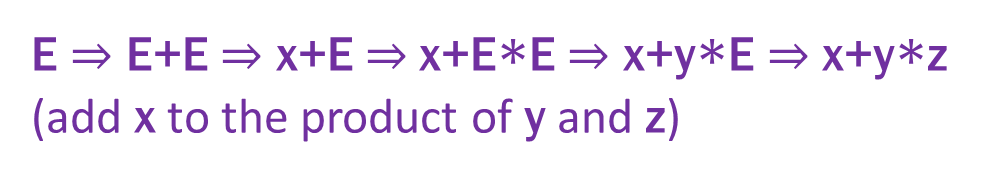 E ⇒ E+E ⇒ x+E ⇒ x+E*E ⇒ x+y*E ⇒ x+y*z
(add x to the product of y and z)